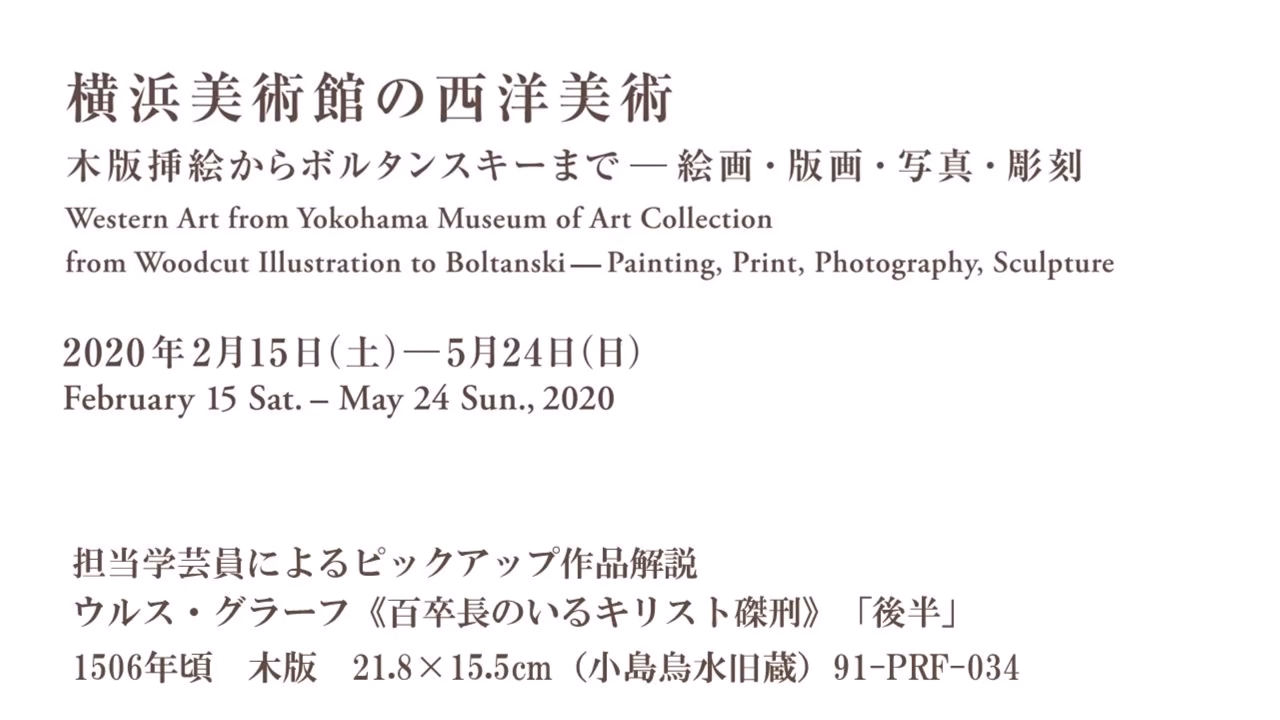 横浜美術館の西洋美術
木版挿絵からボルタンスキーまで ― 絵画・版画・写真・彫刻
Western Art from Yokohama Museum of Art Collection
from Woodcut Illustration to Boltanski — Painting, Print, Photography, Sculpture
2020年2月15日(土)―5月24日(日)
February 15 Sat. – May 24 Sun., 2020
担当学芸員によるピックアップ作品解説
ウルス・グラーフ《百卒長のいるキリスト磔刑》「後半」
1506年頃　木版　21.8×15.5cm（小島烏水旧蔵）91-PRF-034